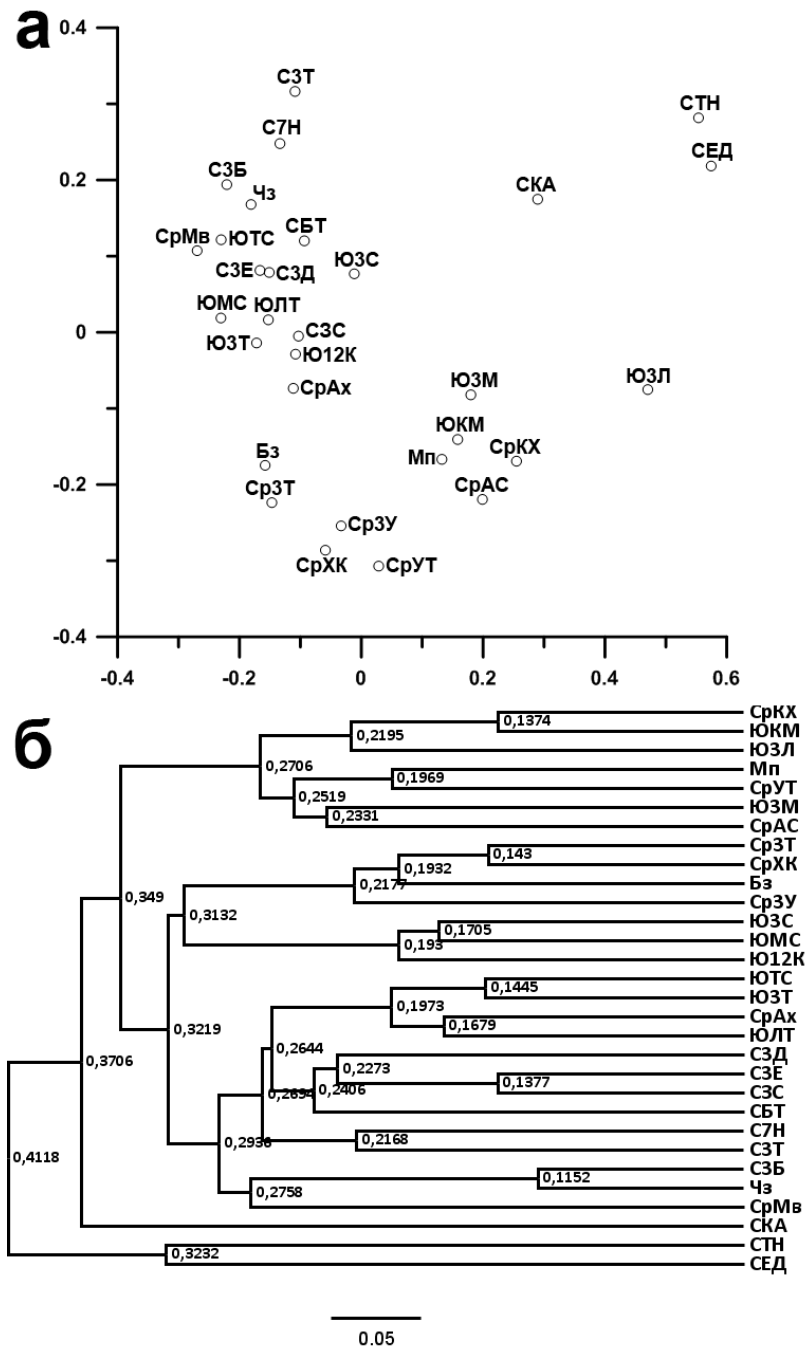 а
0.4
СЗТ
СТН
С7Н
СЕД
СЗБ
СКА
0.2
Чз
СБТ
СрМв
ЮТС
ЮЗС
СЗЕ
СЗД
ЮМС
ЮЛТ
0
СЗС
ЮЗТ
Ю12К
СрАх
ЮЗМ
ЮЗЛ
ЮКМ
Бз
Мп
СрКХ
-0.2
СрЗТ
СрАС
СрЗУ
СрХК
СрУТ
-0.4
-0.4 -0.2 0 0.2 0.4 0.6
б
СрКХ
0,1374
ЮКМ
0,2195
ЮЗЛ
0,2706
Мп
0,1969
СрУТ
0,2519
ЮЗМ
0,2331
СрАС
СрЗТ
0,143
СрХК
0,1932
Бз
0,2177
0,349
СрЗУ
0,3132
ЮЗС
0,1705
ЮМС
0,193
Ю12К
ЮТС
0,1445
ЮЗТ
0,1973
СрАх
0,1679
0,3219
ЮЛТ
0,2644
СЗД
0,3706
0,2273
СЗЕ
0,1377
0,2406
СЗС
0,2694
СБТ
С7Н
0,2168
0,2936
СЗТ
0,4118
СЗБ
0,1152
Чз
0,2758
СрМв
СКА
СТН
0,3232
СЕД
0.05